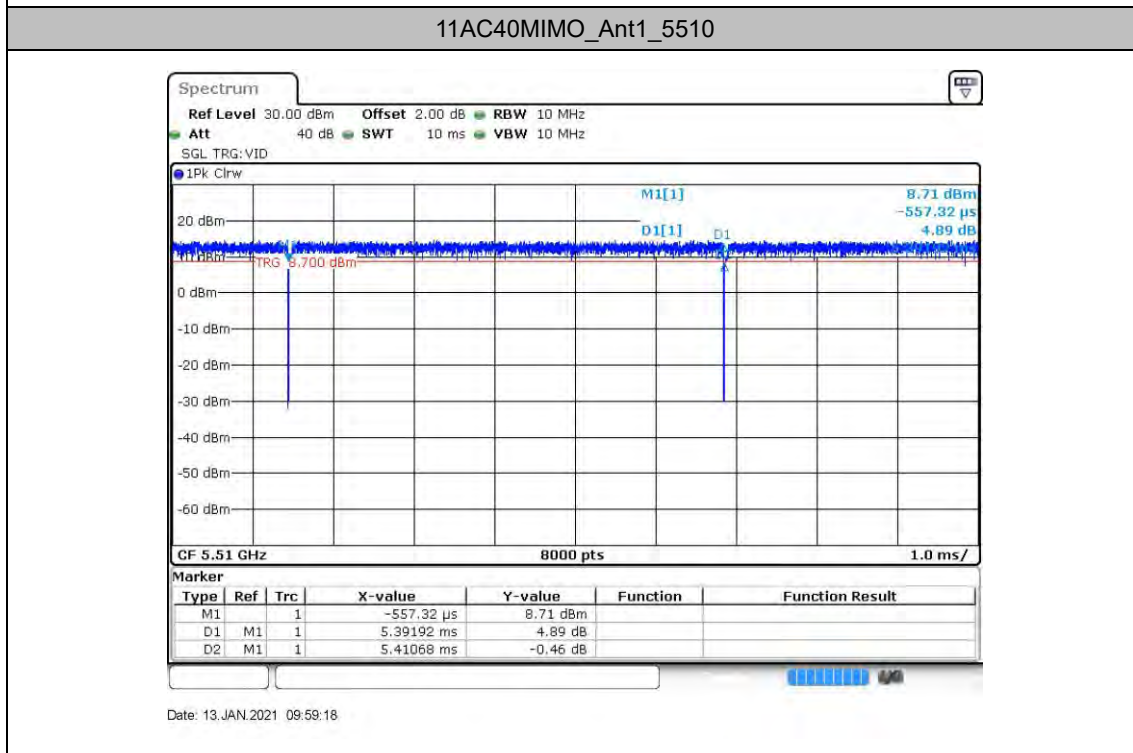 11AC40MIMO_Ant1_5510
Spectrum
Ref Level 30.00 dBm Offset 2.00 dB RBW 10 MHz
Att 40 dB SWT 10 ms VBW 10 MHz
SGL TRG:VID
1Pk Clrw
M1[1] 8.71 dBm
-557.32 µs
20 dBm
D1[1] D1 4.89 dB
TRG 8.700 dBm
0 dBm
-10 dBm
-20 dBm
-30 dBm
-40 dBm
-50 dBm
-60 dBm
CF 5.51 GHz 8000 pts 1.0 ms/
Marker
Type Ref Trc X-value Y-value Function Function Result
M1 1 -557.32 µs 8.71 dBm
D1 M1 1 5.39192 ms 4.89 dB
D2 M1 1 5.41068 ms -0.46 dB
Date: 13.JAN.2021 09:59:18